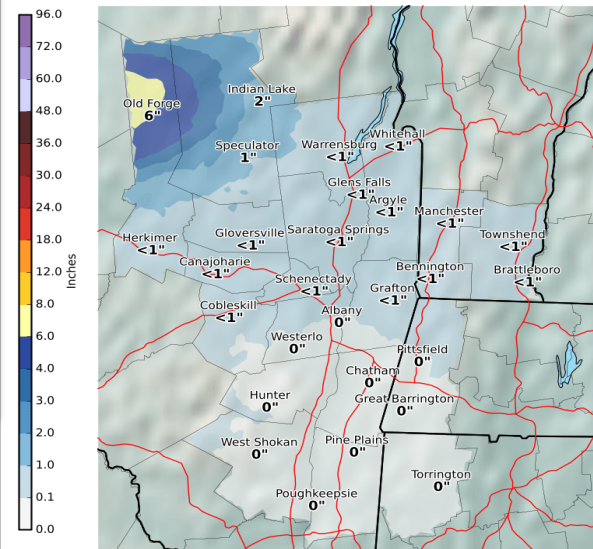 96.0
72.0
60.0
48.0
36.0
30.0
24.0
18.0
12.0
8.0
6.0
4.0
3.0
2.0
1.0
0.1
0.0
Inches
Old Forge
6"
Indian Lake
2"
Speculator
1"
Warrensburg
<1"
Whitehall
<1"
Glens Falls
<1"
Argyle
<1"
Manchester
<1"
Townshend
<1"
Herkimer
<1"
Gloversville
<1"
Saratoga Springs
<1"
Canajoharie
<1"
Schenectady
<1"
Bennington
<1"
Brattleboro
<1"
Grafton
<1"
Cobleskill
<1"
Albany
0"
Westerlo
0"
Pittsfield
0"
Chatham
0"
Hunter
0"
Great Barrington
0"
West Shokan
0"
Pine Plains
0"
Torrington
0"
Poughkeepsie
0"